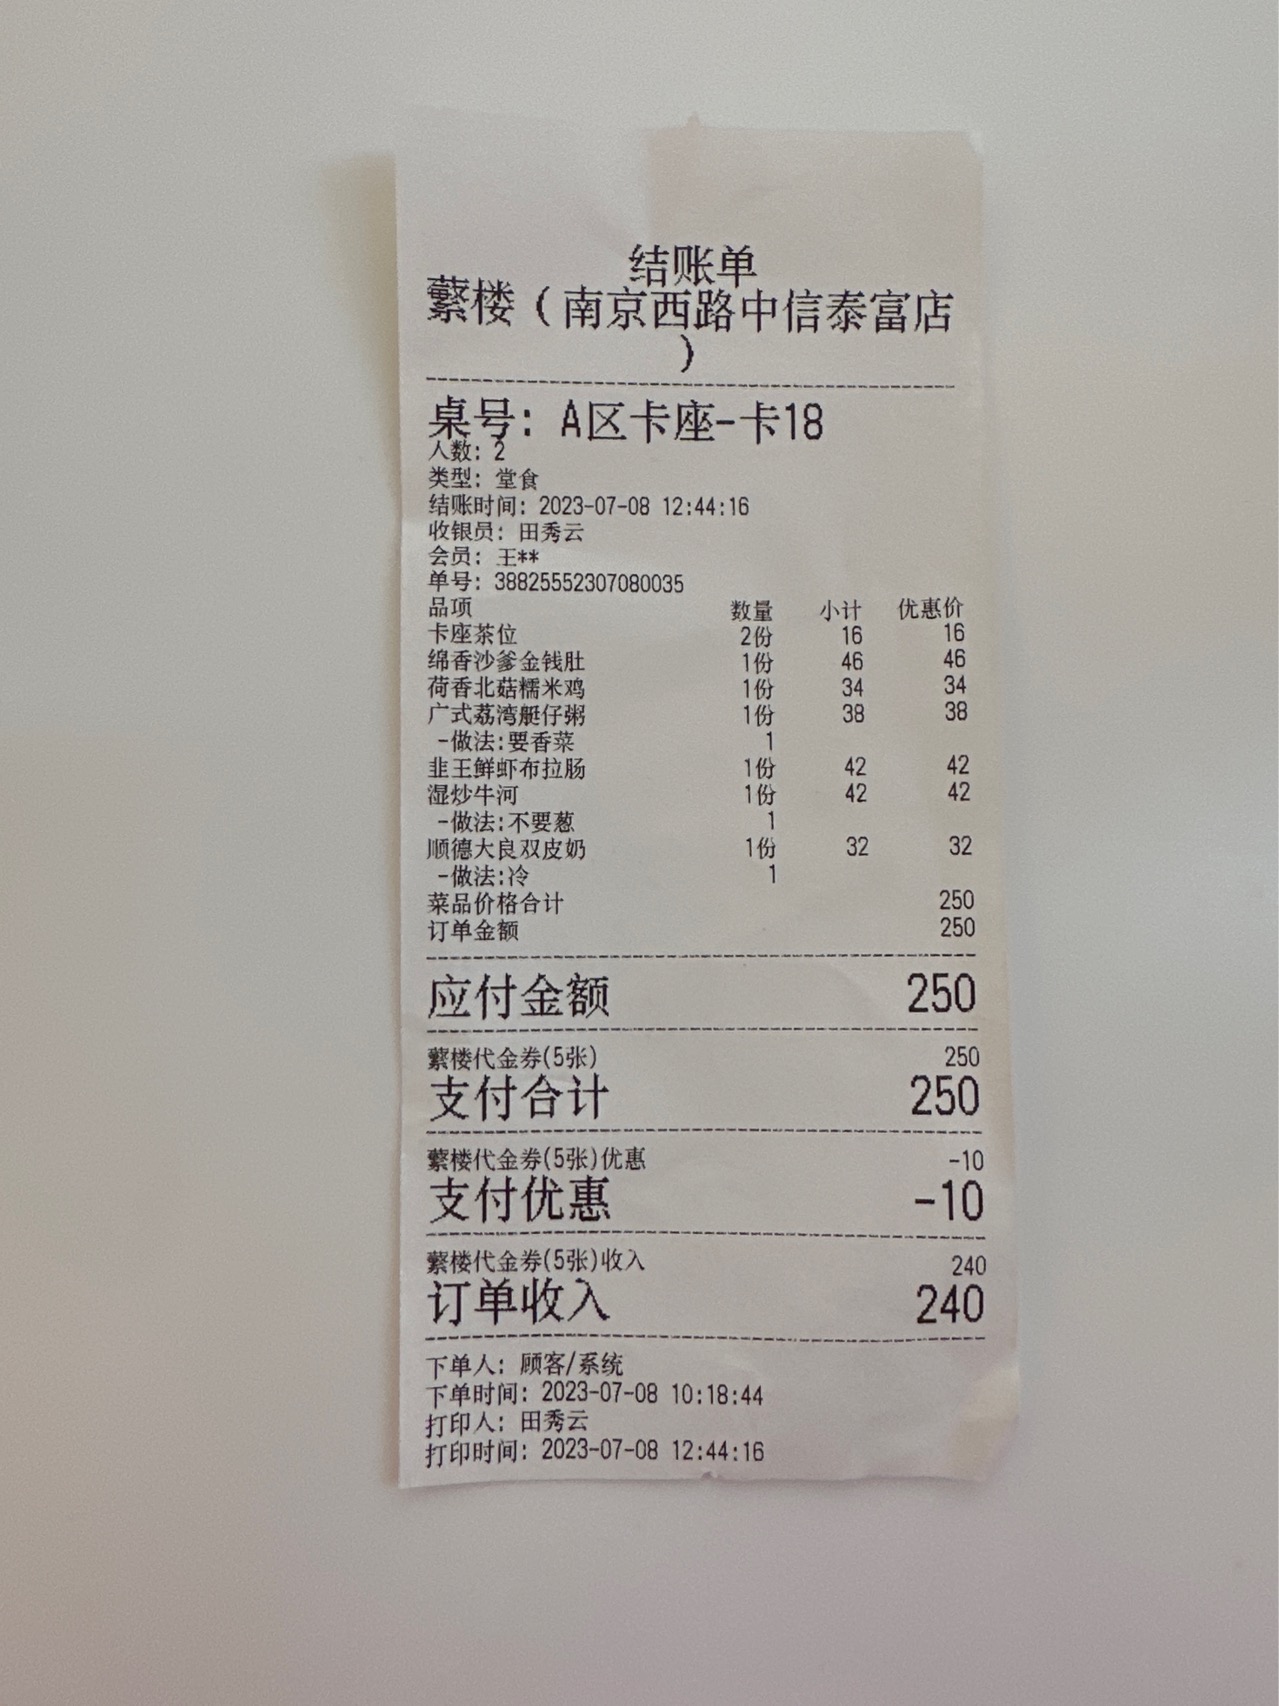 结账单
蘩楼（南京西路中信泰富店
）
桌号：A区卡座-卡18
人数：2
类型：堂食
结账时间：2023-07-08 12:44:16
收银员：田秀云
会员：王**
单号：38825552307080035
品项 数量 小计 优惠价
卡座茶位 2份 16 16
绵香沙爹金钱肚 1份 46 46
荷香北菇糯米鸡 1份 34 34
广式荔湾艇仔粥 1份 38 38
-做法:要香菜 1
韭王鲜虾布拉肠 1份 42 42
湿炒牛河 1份 42 42
-做法:不要葱 1
顺德大良双皮奶 1份 32 32
-做法:冷 1
菜品价格合计 250
订单金额 250
应付金额 250
蘩楼代金券(5张) 250
支付合计 250
蘩楼代金券(5张)优惠 -10
支付优惠 -10
蘩楼代金券(5张)收入 240
订单收入 240
下单人：顾客/系统
下单时间：2023-07-08 10:18:44
打印人：田秀云
打印时间：2023-07-08 12:44:16